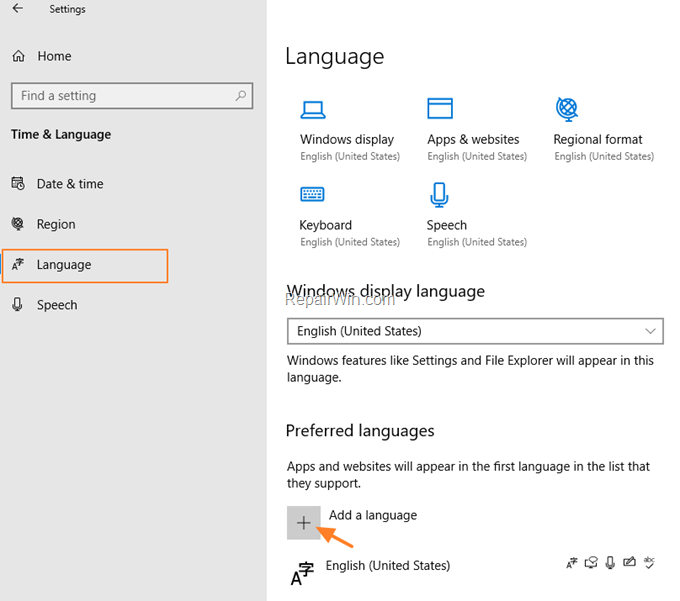 Settings
Home
Find a setting
Time & Language
Date & time
Region
Language
Speech
Language
Windows display
English (United States)
Apps & websites
English (United States)
Regional format
English (United States)
Keyboard
English (United States)
Speech
English (United States)
Windows display language
RepairWin.com
English (United States)
Windows features like Settings and File Explorer will appear in this
language.
Preferred languages
Apps and websites will appear in the first language in the list that
they support.
Add a language
English (United States)